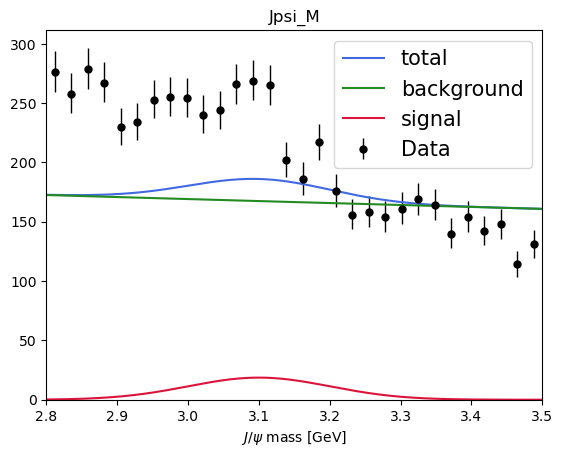 Jpsi_M
300
250
200
150
100
50
0
total
background
signal
Data
2.8 2.9 3.0 3.1 3.2 3.3 3.4 3.5
J/ψ mass [GeV]